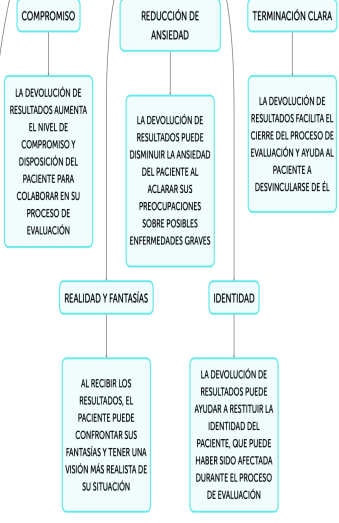 COMPROMISO
REDUCCIÓN DE
ANSIEDAD
TERMINACIÓN CLARA
LA DEVOLUCIÓN DE
RESULTADOS AUMENTA
EL NIVEL DE
COMPROMISO Y
DISPOSICIÓN DEL
PACIENTE PARA
COLABORAR EN SU
PROCESO DE
EVALUACIÓN
LA DEVOLUCIÓN DE
RESULTADOS PUEDE
DISMINUIR LA ANSIEDAD
DEL PACIENTE AL
ACLARAR SUS
PREOCUPACIONES
SOBRE POSIBLES
ENFERMEDADES GRAVES
LA DEVOLUCIÓN DE
RESULTADOS FACILITA EL
CIERRE DEL PROCESO DE
EVALUACIÓN Y AYUDA AL
PACIENTE A
DESVINCULARSE DE ÉL
REALIDAD Y FANTASÍAS
IDENTIDAD
AL RECIBIR LOS
RESULTADOS, EL
PACIENTE PUEDE
CONFRONTAR SUS
FANTASÍAS Y TENER UNA
VISIÓN MÁS REALISTA DE
SU SITUACIÓN
LA DEVOLUCIÓN DE
RESULTADOS PUEDE
AYUDAR A RESTITUIR LA
IDENTIDAD DEL
PACIENTE, QUE PUEDE
HABER SIDO AFECTADA
DURANTE EL PROCESO
DE EVALUACIÓN